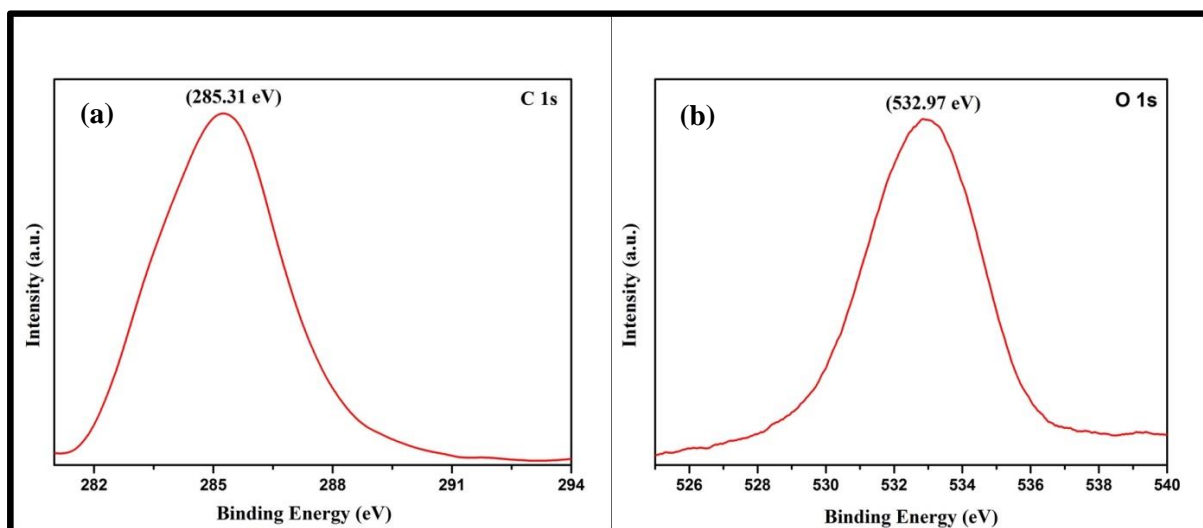 (a)
(285.31 eV)
C 1s
Intensity (a.u.)
282 285 288 291 294
Binding Energy (eV)
(b)
(532.97 eV)
O 1s
Intensity (a.u.)
526 528 530 532 534 536 538 540
Binding Energy (eV)